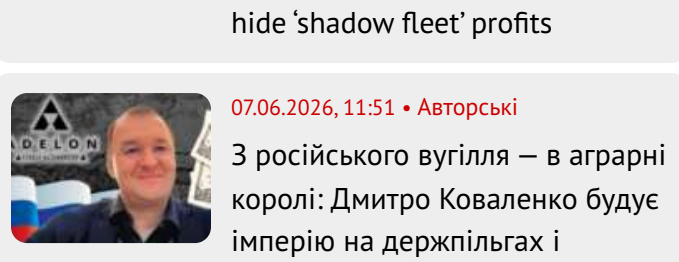 hide ‘shadow fleet’ profits
ADELON
07.06.2026, 11:51 • Авторські
З російського вугілля — в аграрні
королі: Дмитро Коваленко будує
імперію на держпільгах і